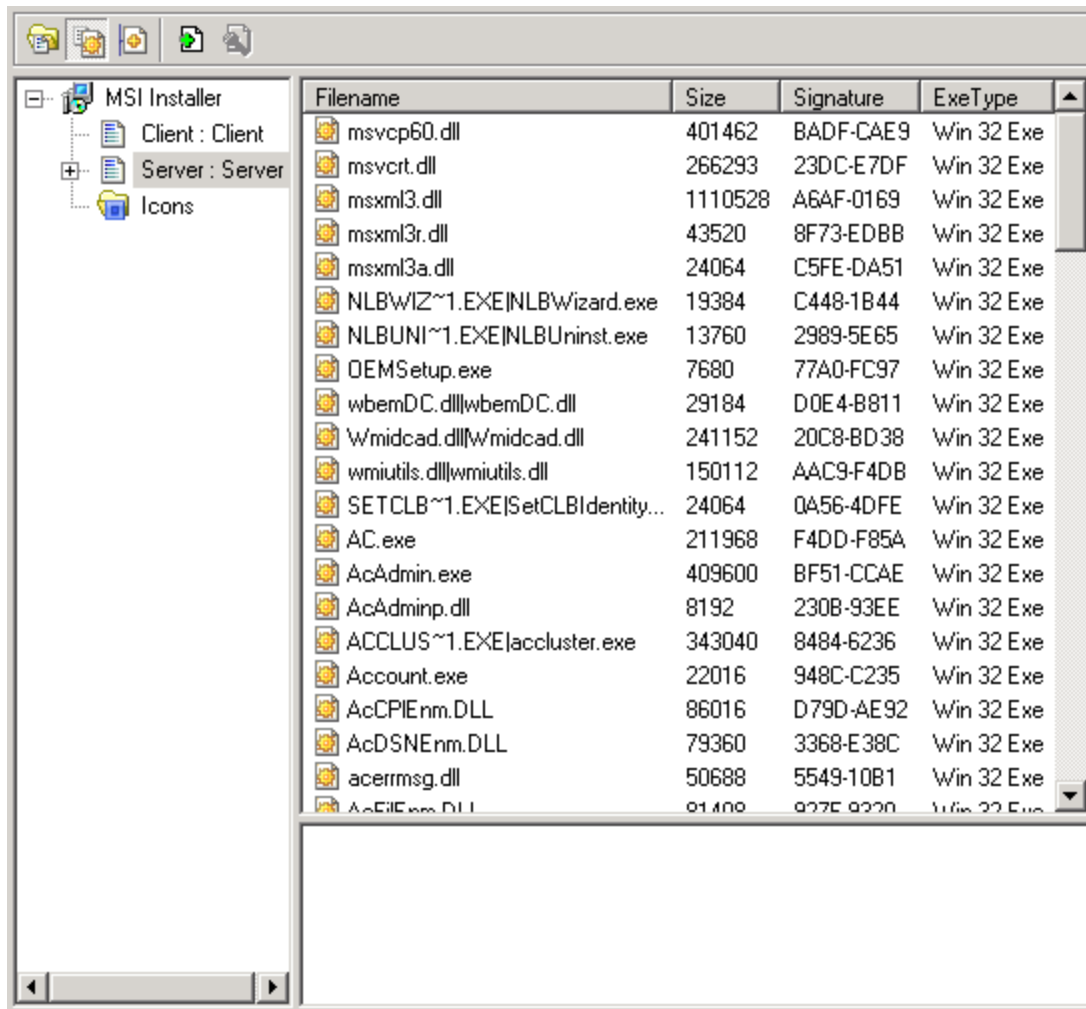 MSI Installer
Client : Client
Server : Server
Icons
Filename Size Signature ExeType
msvcp60.dll 401462 BADF-CAE9 Win 32 Exe
msvcrt.dll 266293 23DC-E7DF Win 32 Exe
msxml3.dll 1110528 A6AF-0169 Win 32 Exe
msxml3r.dll 43520 8F73-EDBB Win 32 Exe
msxml3a.dll 24064 C5FE-DA51 Win 32 Exe
NLBWIZ~1.EXE|NLBWizard.exe 19384 C448-1B44 Win 32 Exe
NLBUNI~1.EXE|NLBUninst.exe 13760 2989-5E65 Win 32 Exe
OEMSetup.exe 7680 77A0-FC97 Win 32 Exe
wbemDC.dll|wbemDC.dll 29184 D0E4-B811 Win 32 Exe
Wmidcad.dll|Wmidcad.dll 241152 20C8-BD38 Win 32 Exe
wmiutils.dll|wmiutils.dll 150112 AAC9-F4DB Win 32 Exe
SETCLB~1.EXE|SetCLBIdentity... 24064 0A56-4DFE Win 32 Exe
AC.exe 211968 F4DD-F85A Win 32 Exe
AcAdmin.exe 409600 BF51-CCAE Win 32 Exe
AcAdminp.dll 8192 230B-93EE Win 32 Exe
ACCLUS~1.EXE|accluster.exe 343040 8484-6236 Win 32 Exe
Account.exe 22016 948C-C235 Win 32 Exe
AcCPIEnm.DLL 86016 D79D-AE92 Win 32 Exe
AcDSNEnm.DLL 79360 3368-E38C Win 32 Exe
acerrmsg.dll 50688 5549-10B1 Win 32 Exe